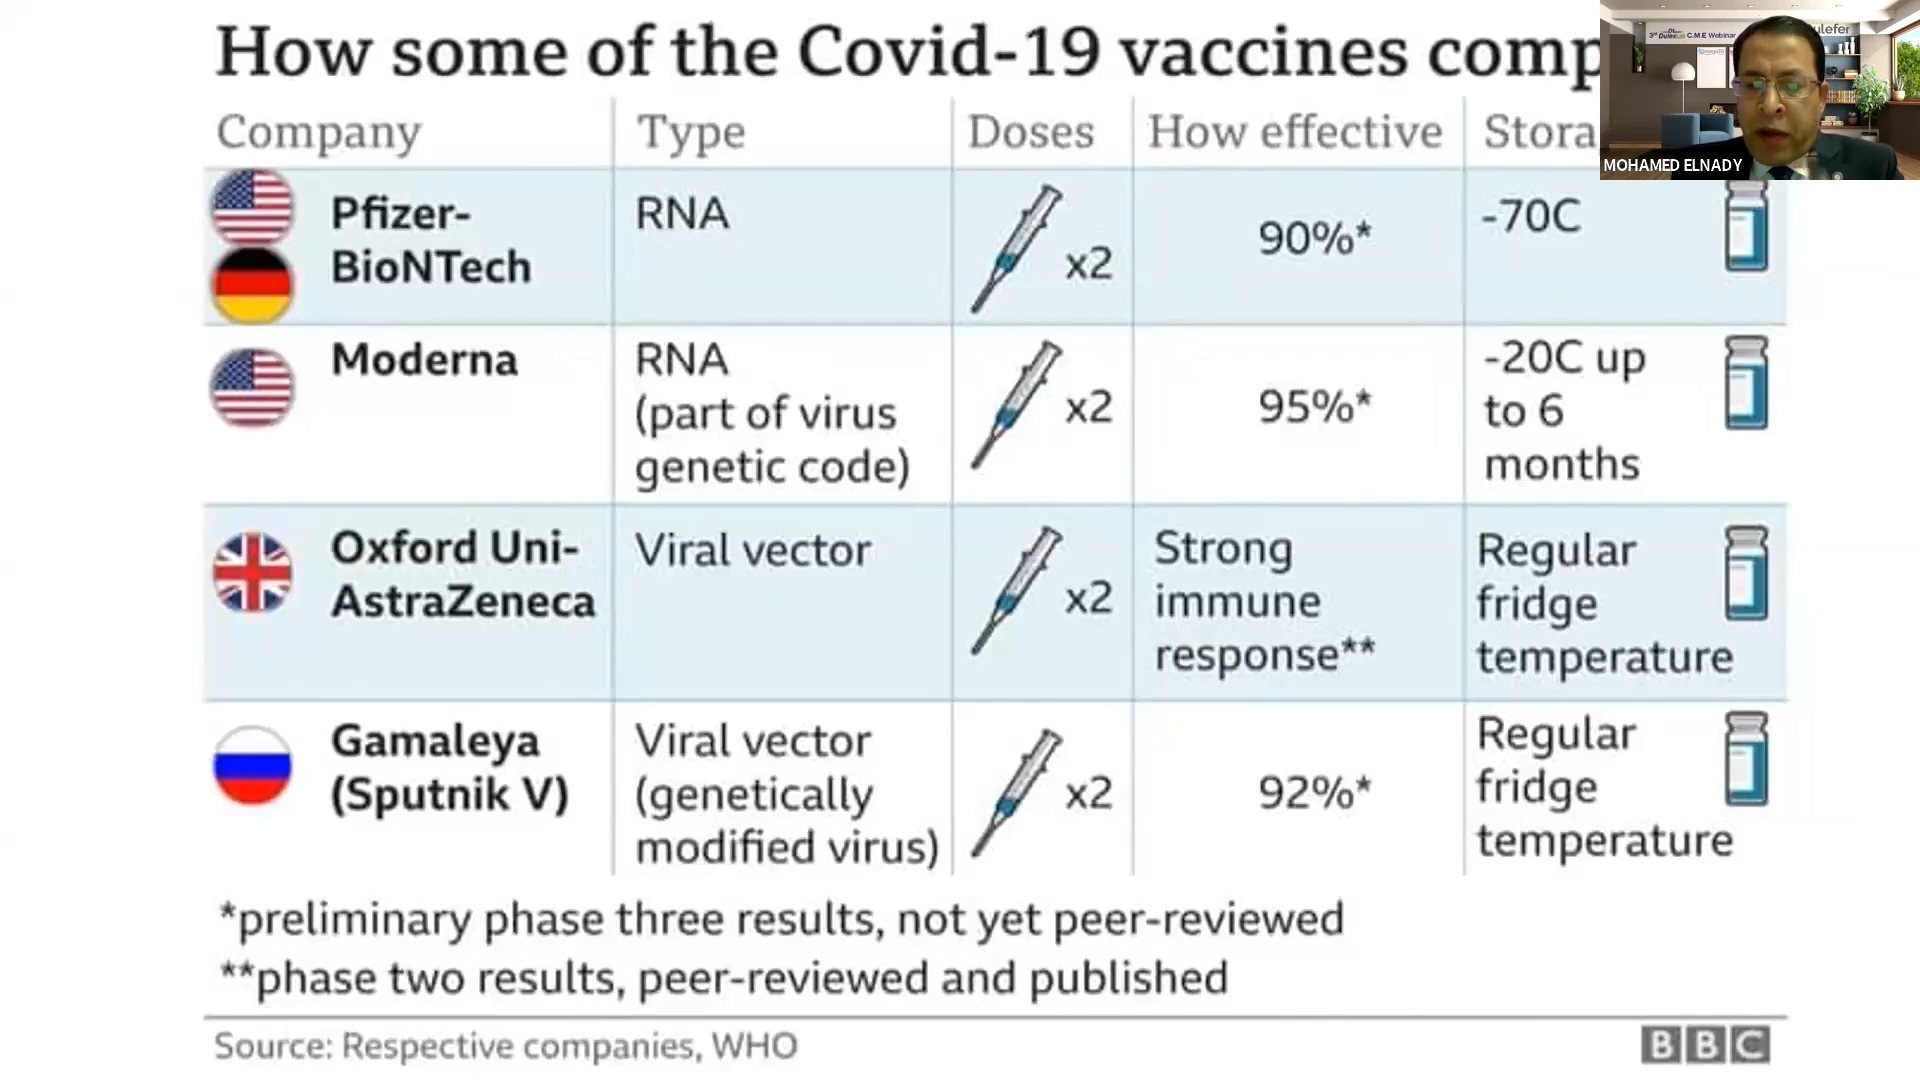 How some of the Covid-19 vaccines comp
Company Type Doses How effective Stora
Pfizer-
BioNTech
RNA
x2
90%*
-70C
Moderna
RNA
(part of virus
genetic code)
x2
95%*
-20C up
to 6
months
Oxford Uni-
AstraZeneca
Viral vector
x2
Strong
immune
response**
Regular
fridge
temperature
Gamaleya
(Sputnik V)
Viral vector
(genetically
modified virus)
x2
92%*
Regular
fridge
temperature
*preliminary phase three results, not yet peer-reviewed
**phase two results, peer-reviewed and published
Source: Respective companies, WHO
BBC
3rd C.M.E Webinar
ulefer
MOHAMED ELNADY